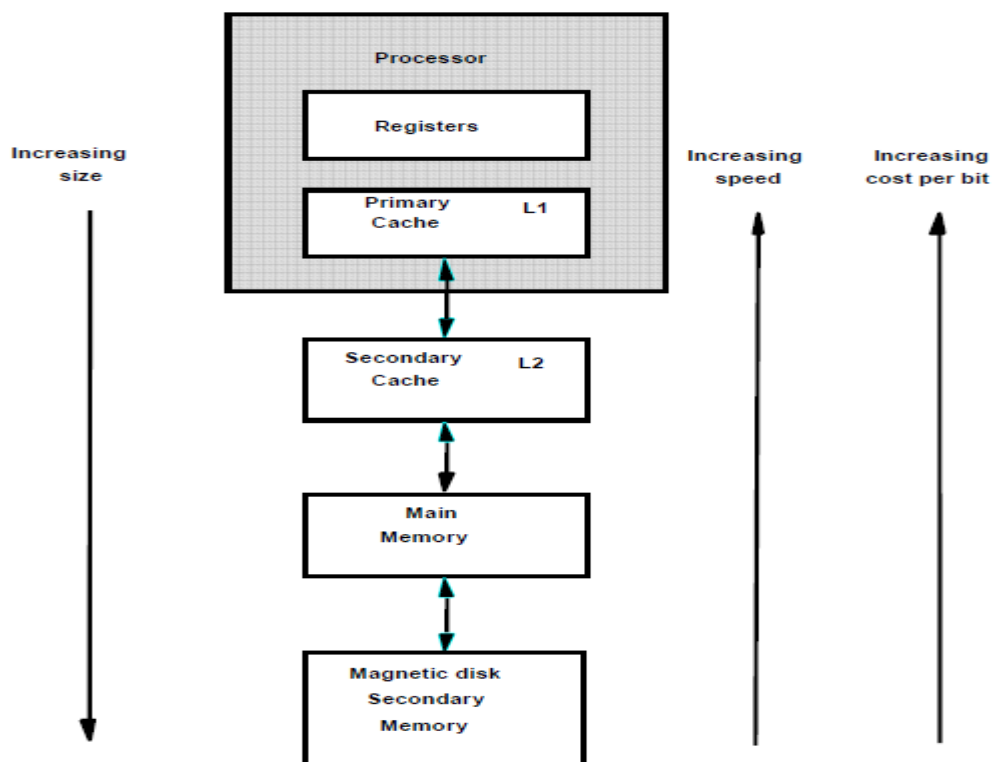 Processor
Registers
Increasing
size
Increasing
speed
Increasing
cost per bit
Primary
Cache
L1
Secondary
Cache
L2
Main
Memory
Magnetic disk
Secondary
Memory